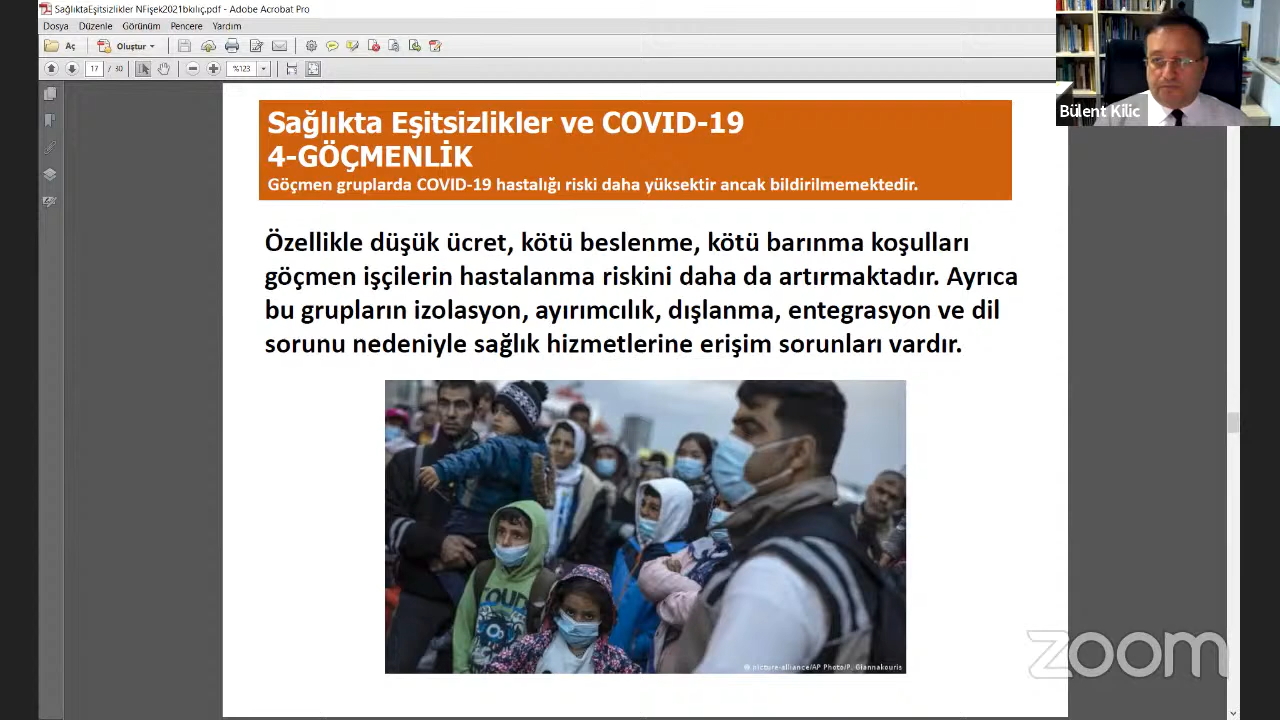 SağlıktaEşitsizlikler NFişek2021bkılıç.pdf - Adobe Acrobat Pro
Dosya Düzenle Görünüm Pencere Yardım
Aç Oluştur
17 / 30 %123
Bülent Kilic
Sağlıkta Eşitsizlikler ve COVID-19
4-GÖÇMENLİK
Göçmen gruplarda COVID-19 hastalığı riski daha yüksektir ancak bildirilmemektedir.
Özellikle düşük ücret, kötü beslenme, kötü barınma koşulları
göçmen işçilerin hastalanma riskini daha da artırmaktadır. Ayrıca
bu grupların izolasyon, ayırımcılık, dışlanma, entegrasyon ve dil
sorunu nedeniyle sağlık hizmetlerine erişim sorunları vardır.
© picture-alliance/AP Photo/P. Giannakouris
zoom